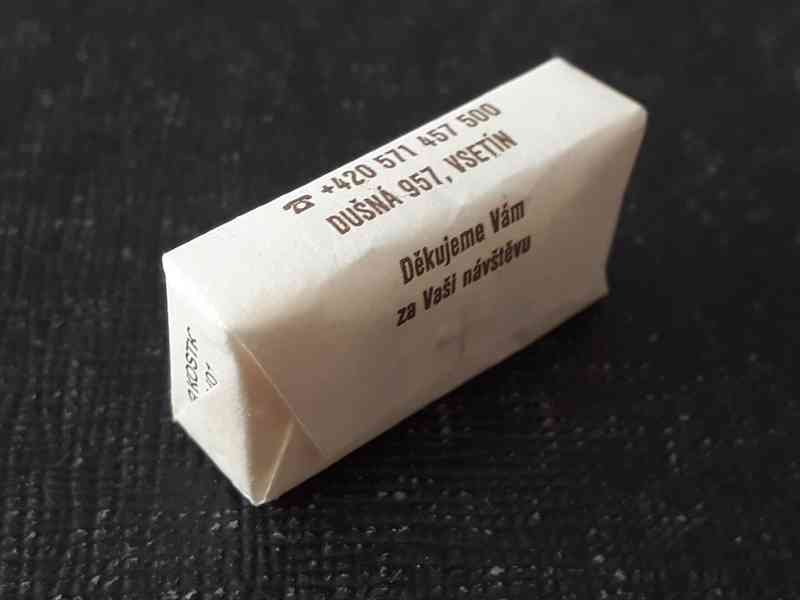 ☎ +420 571 457 500
DUŠNÁ 957, VSETÍN
Děkujeme Vám
za Vaši návštěvu